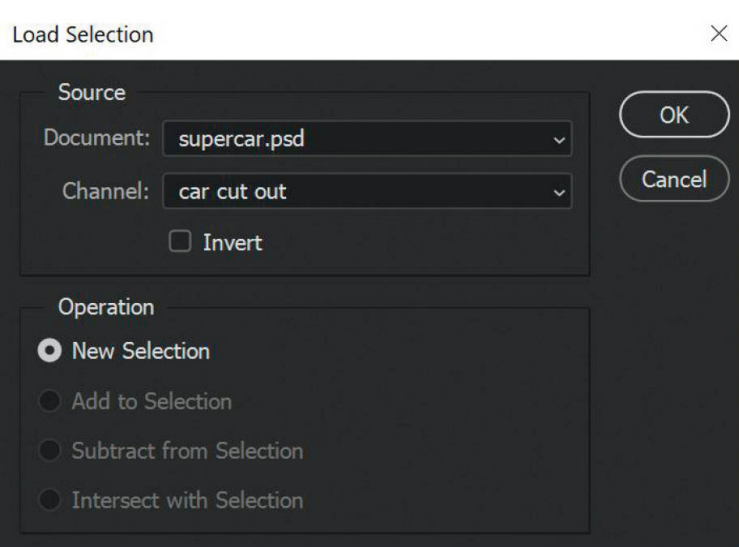 Load Selection
Source
OK
Document: supercar.psd
Cancel
Channel: car cut out
Invert
Operation
New Selection
Add to Selection
Subtract from Selection
Intersect with Selection